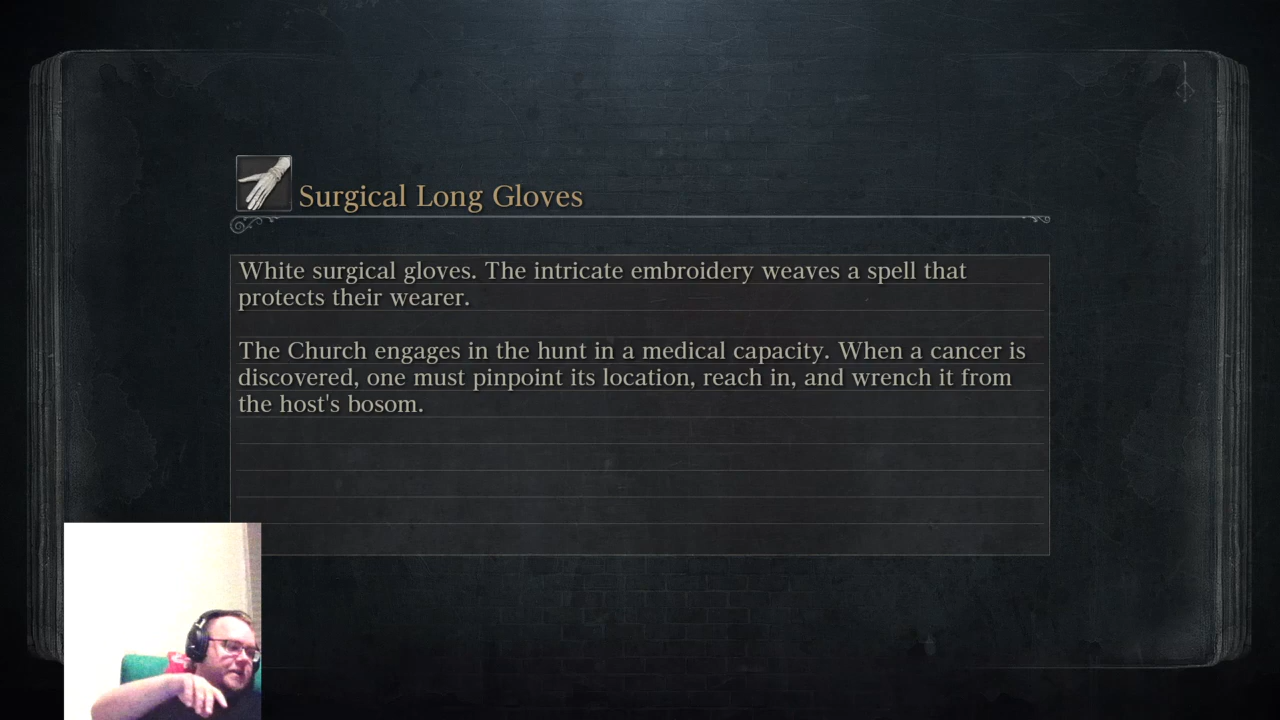 Surgical Long Gloves
White surgical gloves. The intricate embroidery weaves a spell that
protects their wearer.
The Church engages in the hunt in a medical capacity. When a cancer is
discovered, one must pinpoint its location, reach in, and wrench it from
the host's bosom.